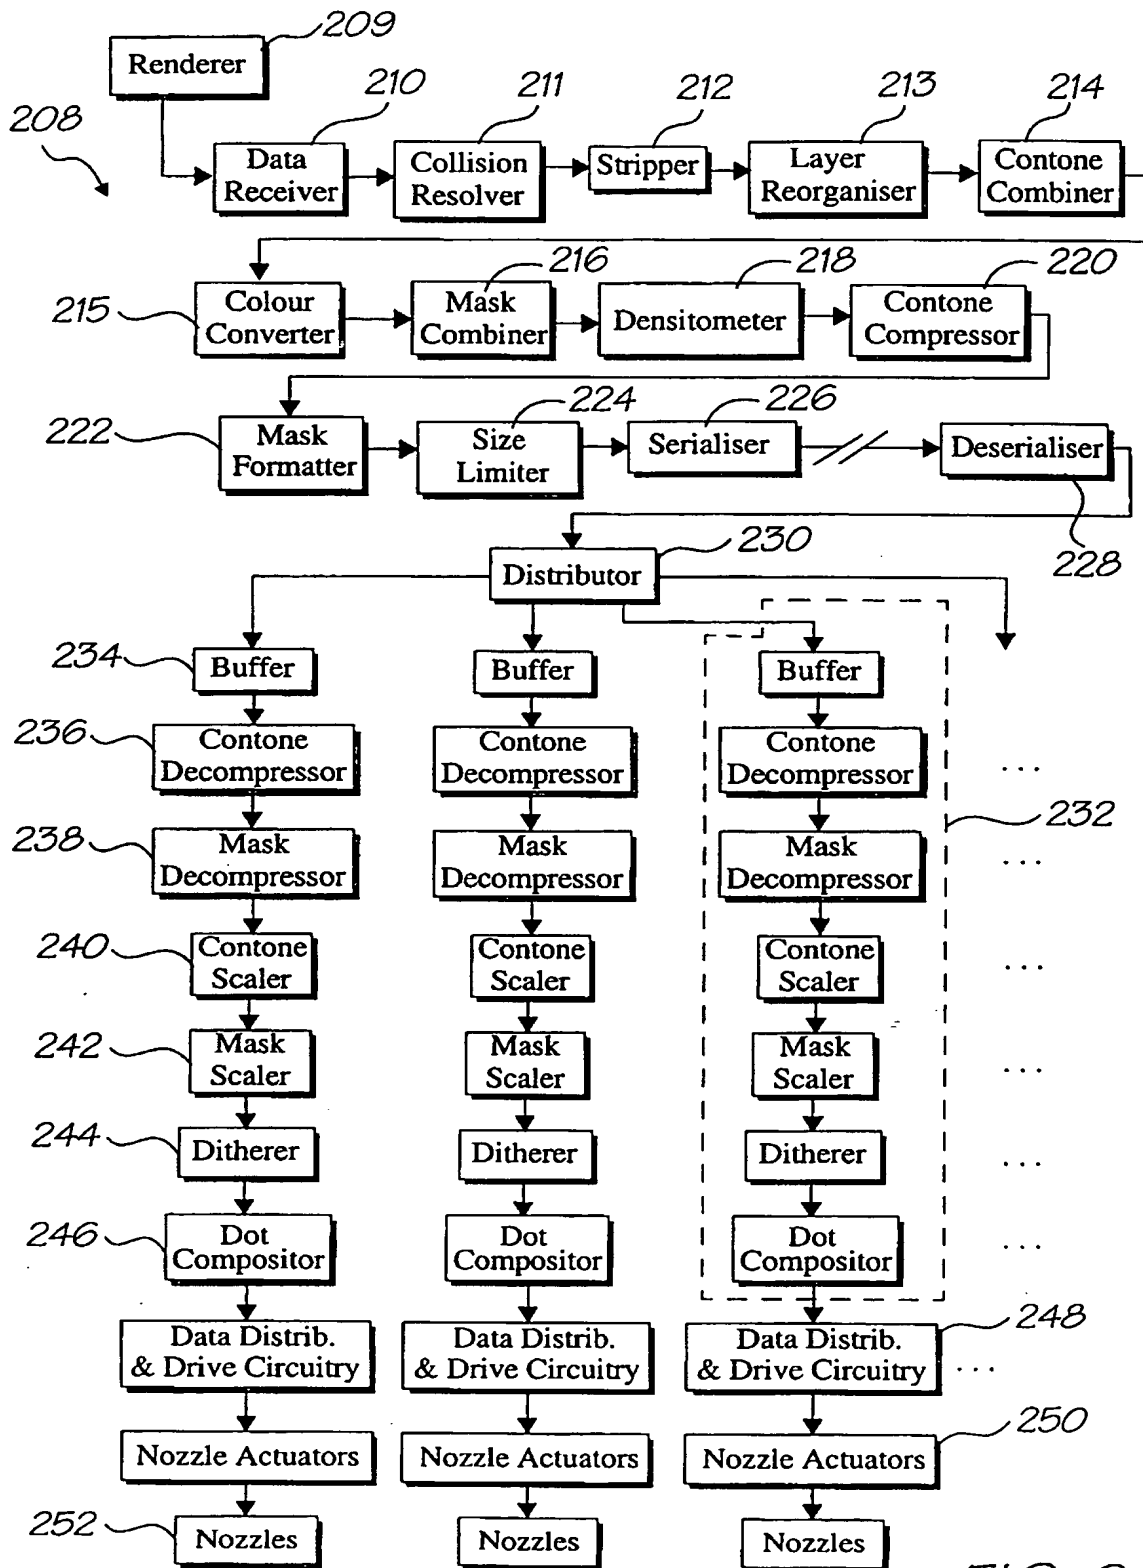 209
Renderer
208
210
211
212
213
214
Data
Receiver
Collision
Resolver
Stripper
Layer
Reorganiser
Contone
Combiner
215
216
218
220
Colour
Converter
Mask
Combiner
Densitometer
Contone
Compressor
222
224
226
Mask
Formatter
Size
Limiter
Serialiser
Deserialiser
228
230
Distributor
234
Buffer
Buffer
Buffer
236
Contone
Decompressor
Contone
Decompressor
Contone
Decompressor
...
232
238
Mask
Decompressor
Mask
Decompressor
Mask
Decompressor
...
240
Contone
Scaler
Contone
Scaler
Contone
Scaler
...
242
Mask
Scaler
Mask
Scaler
Mask
Scaler
...
244
Ditherer
Ditherer
Ditherer
...
246
Dot
Compositor
Dot
Compositor
Dot
Compositor
...
248
Data Distrib.
& Drive Circuitry
Data Distrib.
& Drive Circuitry
Data Distrib.
& Drive Circuitry
...
250
Nozzle Actuators
Nozzle Actuators
Nozzle Actuators
252
Nozzles
Nozzles
Nozzles